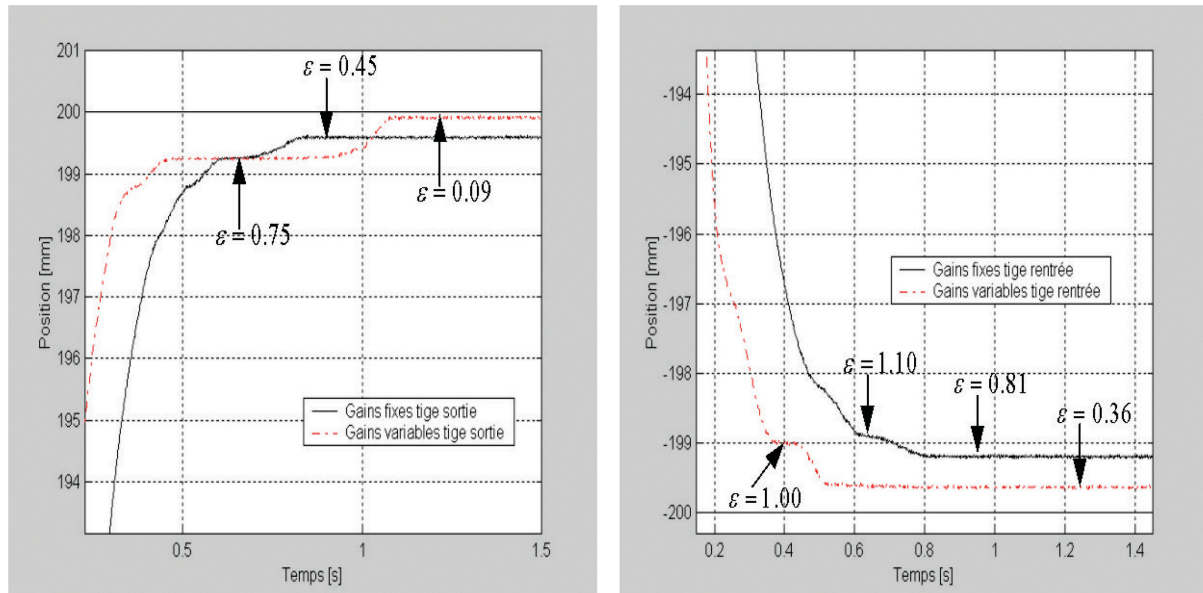 201
200
199
198
197
196
195
194
Position [mm]
0.5
1
1.5
Temps [s]
ε = 0.45
ε = 0.75
ε = 0.09
Gains fixes tige sortie
Gains variables tige sortie
-194
-195
-196
-197
-198
-199
-200
Position [mm]
0.2
0.4
0.6
0.8
1
1.2
1.4
Temps [s]
Gains fixes tige rentrée
Gains variables tige rentrée
ε = 1.10
ε = 0.81
ε = 0.36
ε = 1.00